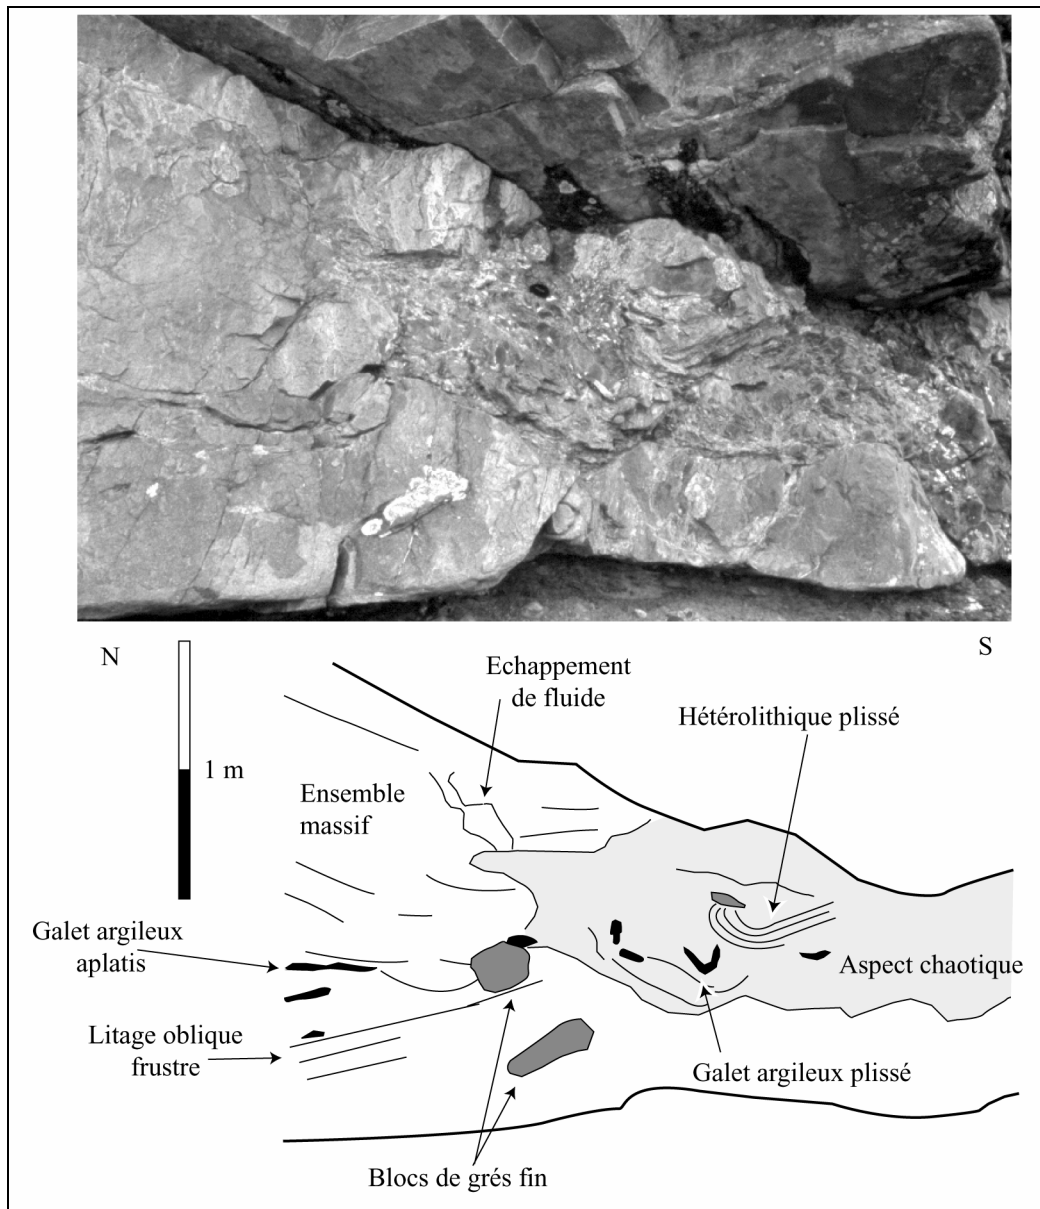 N
S
Echappement
de fluide
Hétérolithique plissé
1 m
Ensemble
massif
Galet argileux
aplatis
Aspect chaotique
Litage oblique
frustre
Galet argileux plissé
Blocs de grés fin